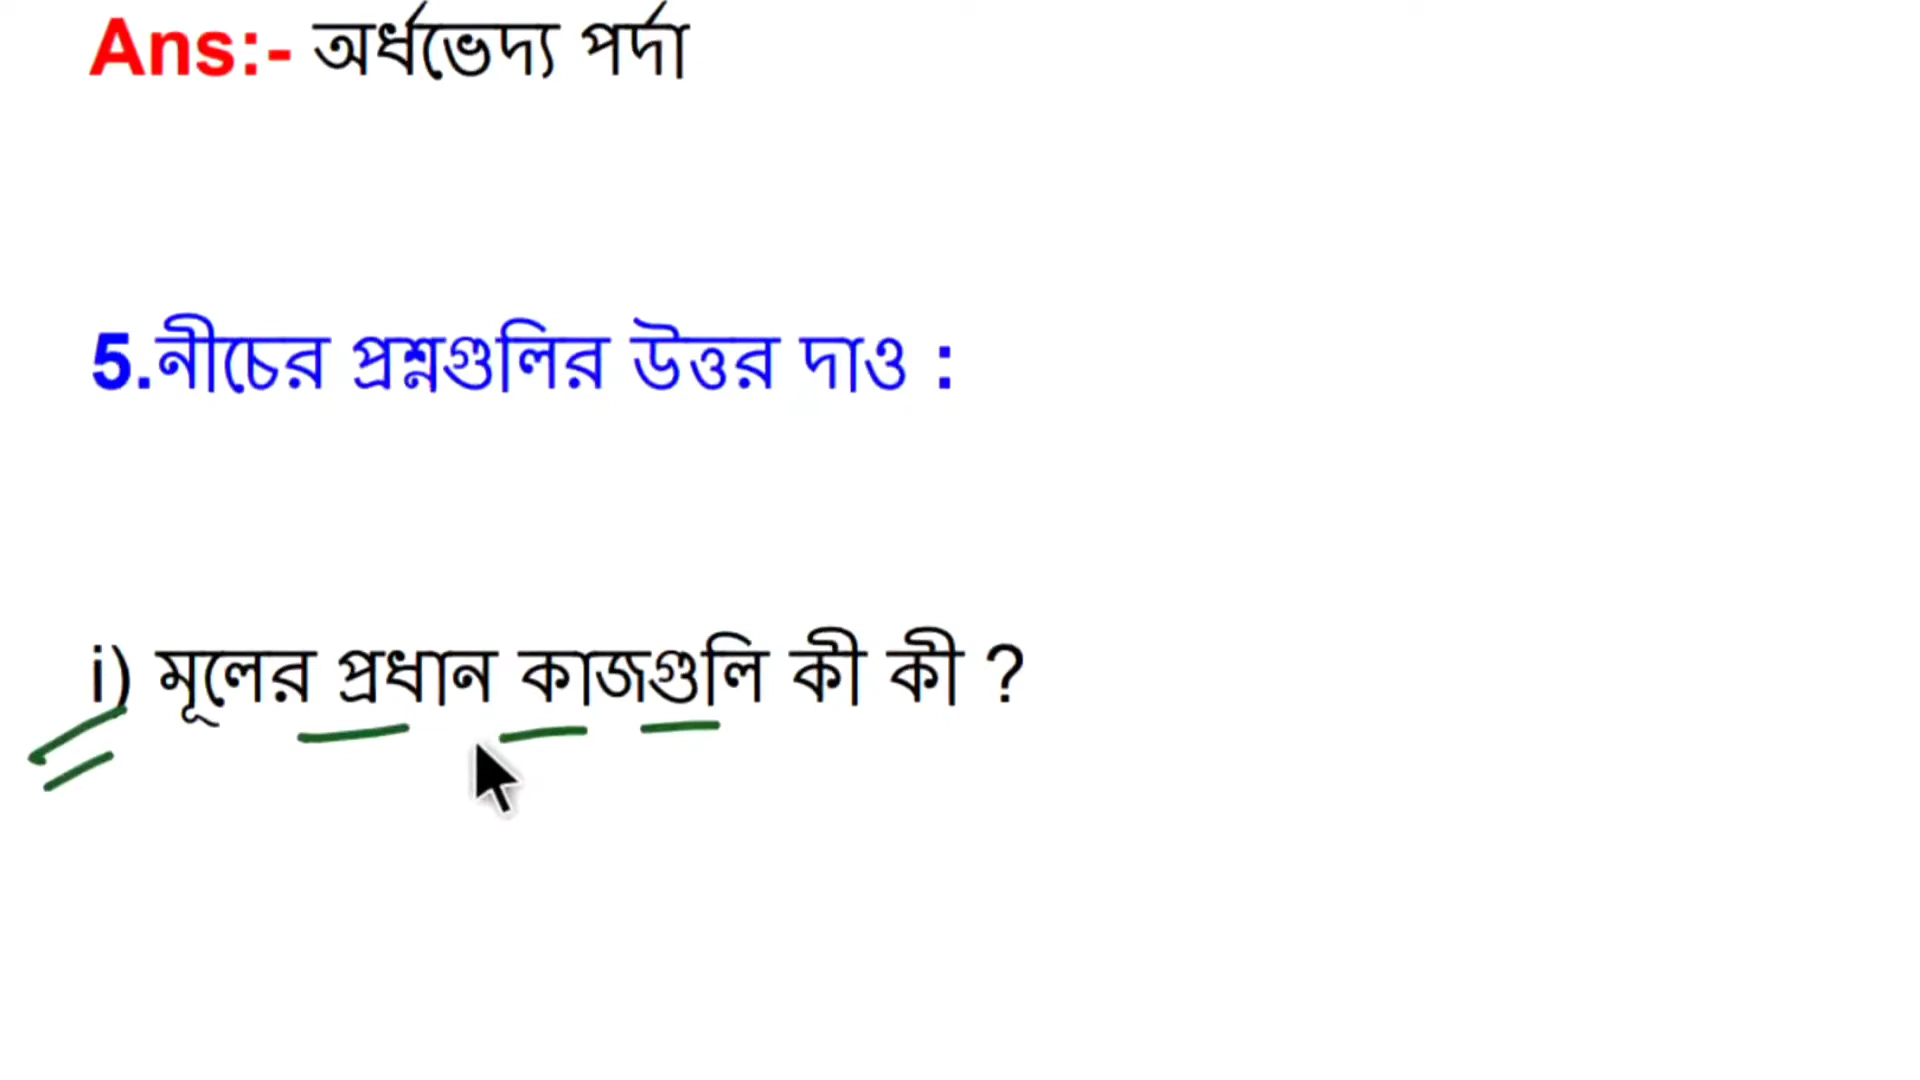 Ans:- অর্ধভেদ্য পর্দা
5.নীচের প্রশ্নগুলির উত্তর দাও :
i) মূলের প্রধান কাজগুলি কী কী ?